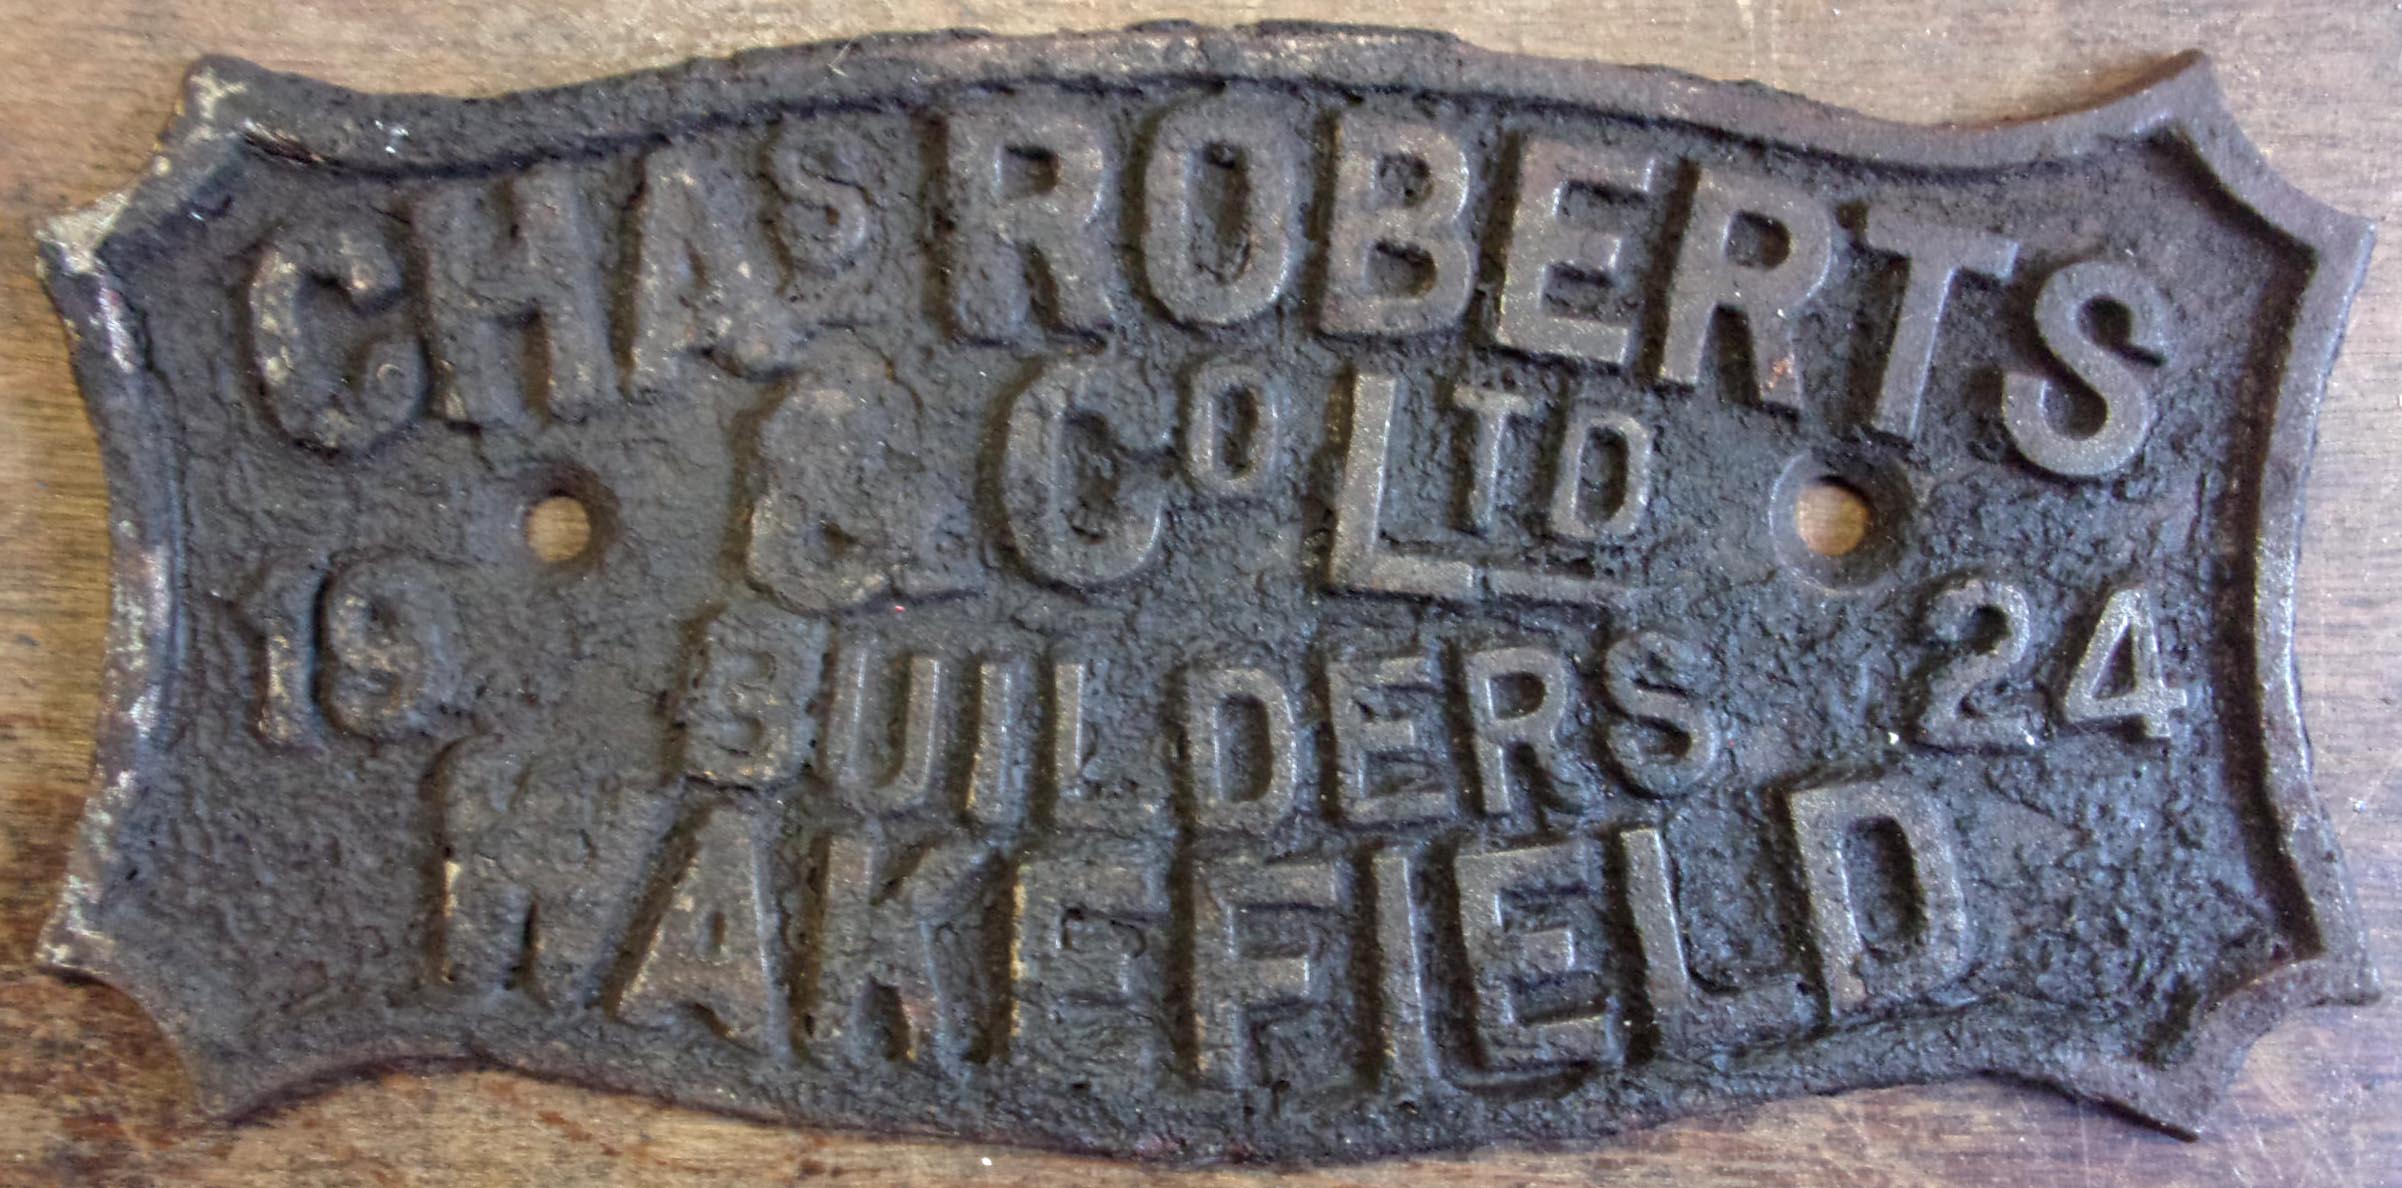 CHAS ROBERTS
& CO LTD
19 BUILDERS 24
WAKEFIELD